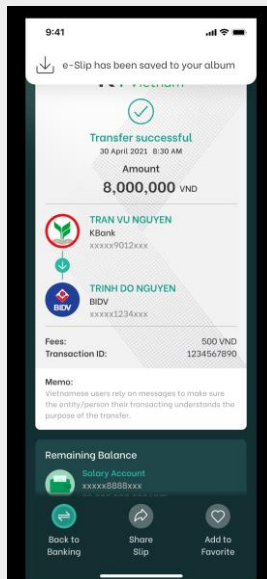 9:41
e-Slip has been saved to your album
Vietnam
Transfer successful
30 April 2021 8:30 AM
Amount
8,000,000 VND
TRAN VU NGUYEN
KBank
xxxxx9012xxx
TRINH DO NGUYEN
BIDV
BIDV
xxxxx1234xxx
Fees: 500 VND
Transaction ID: 1234567890
Memo:
Vietnamese users rely on messages to make sure
the entity/person their transacting understands the
purpose of the transfer.
Remaining Balance
Salary Account
xxxxx8888xxx
Back to Banking
Share Slip
Add to Favorite